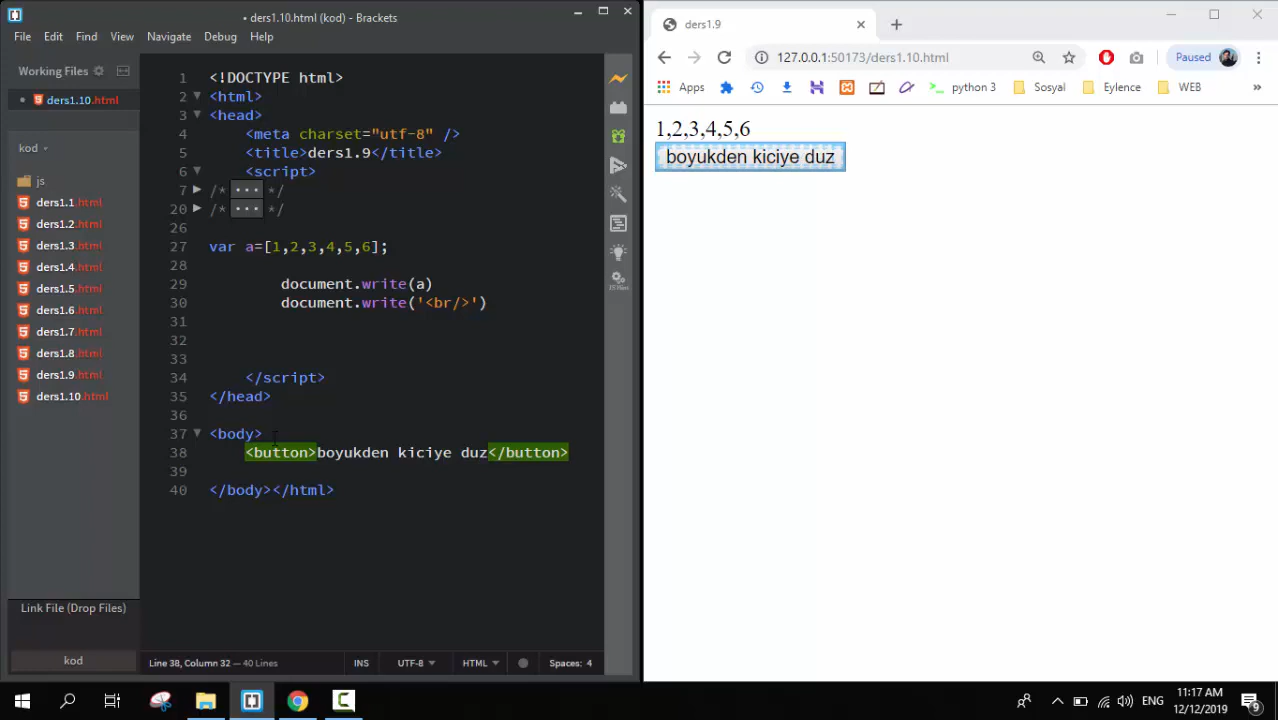 • ders1.10.html (kod) - Brackets
File Edit Find View Navigate Debug Help
Working Files
• ders1.10.html
kod
js
ders1.1.html
ders1.2.html
ders1.3.html
ders1.4.html
ders1.5.html
ders1.6.html
ders1.7.html
ders1.8.html
ders1.9.html
ders1.10.html
Link File (Drop Files)
kod
1 <!DOCTYPE html>
2 <html>
3 <head>
4 <meta charset="utf-8" />
5 <title>ders1.9</title>
6 <script>
7 /* ... */
20 /* ... */
26
27 var a=[1,2,3,4,5,6];
28
29 document.write(a)
30 document.write('<br/>')
31
32
33
34 </script>
35 </head>
36
37 <body>
38 <button>boyukden kiciye duz</button>
39
40 </body></html>
Line 38, Column 32 — 40 Lines INS UTF-8 HTML Spaces: 4
ders1.9
127.0.0.1:50173/ders1.10.html Paused
Apps python 3 Sosyal Eylence WEB »
1,2,3,4,5,6
boyukden kiciye duz
ENG
11:17 AM
12/12/2019
9